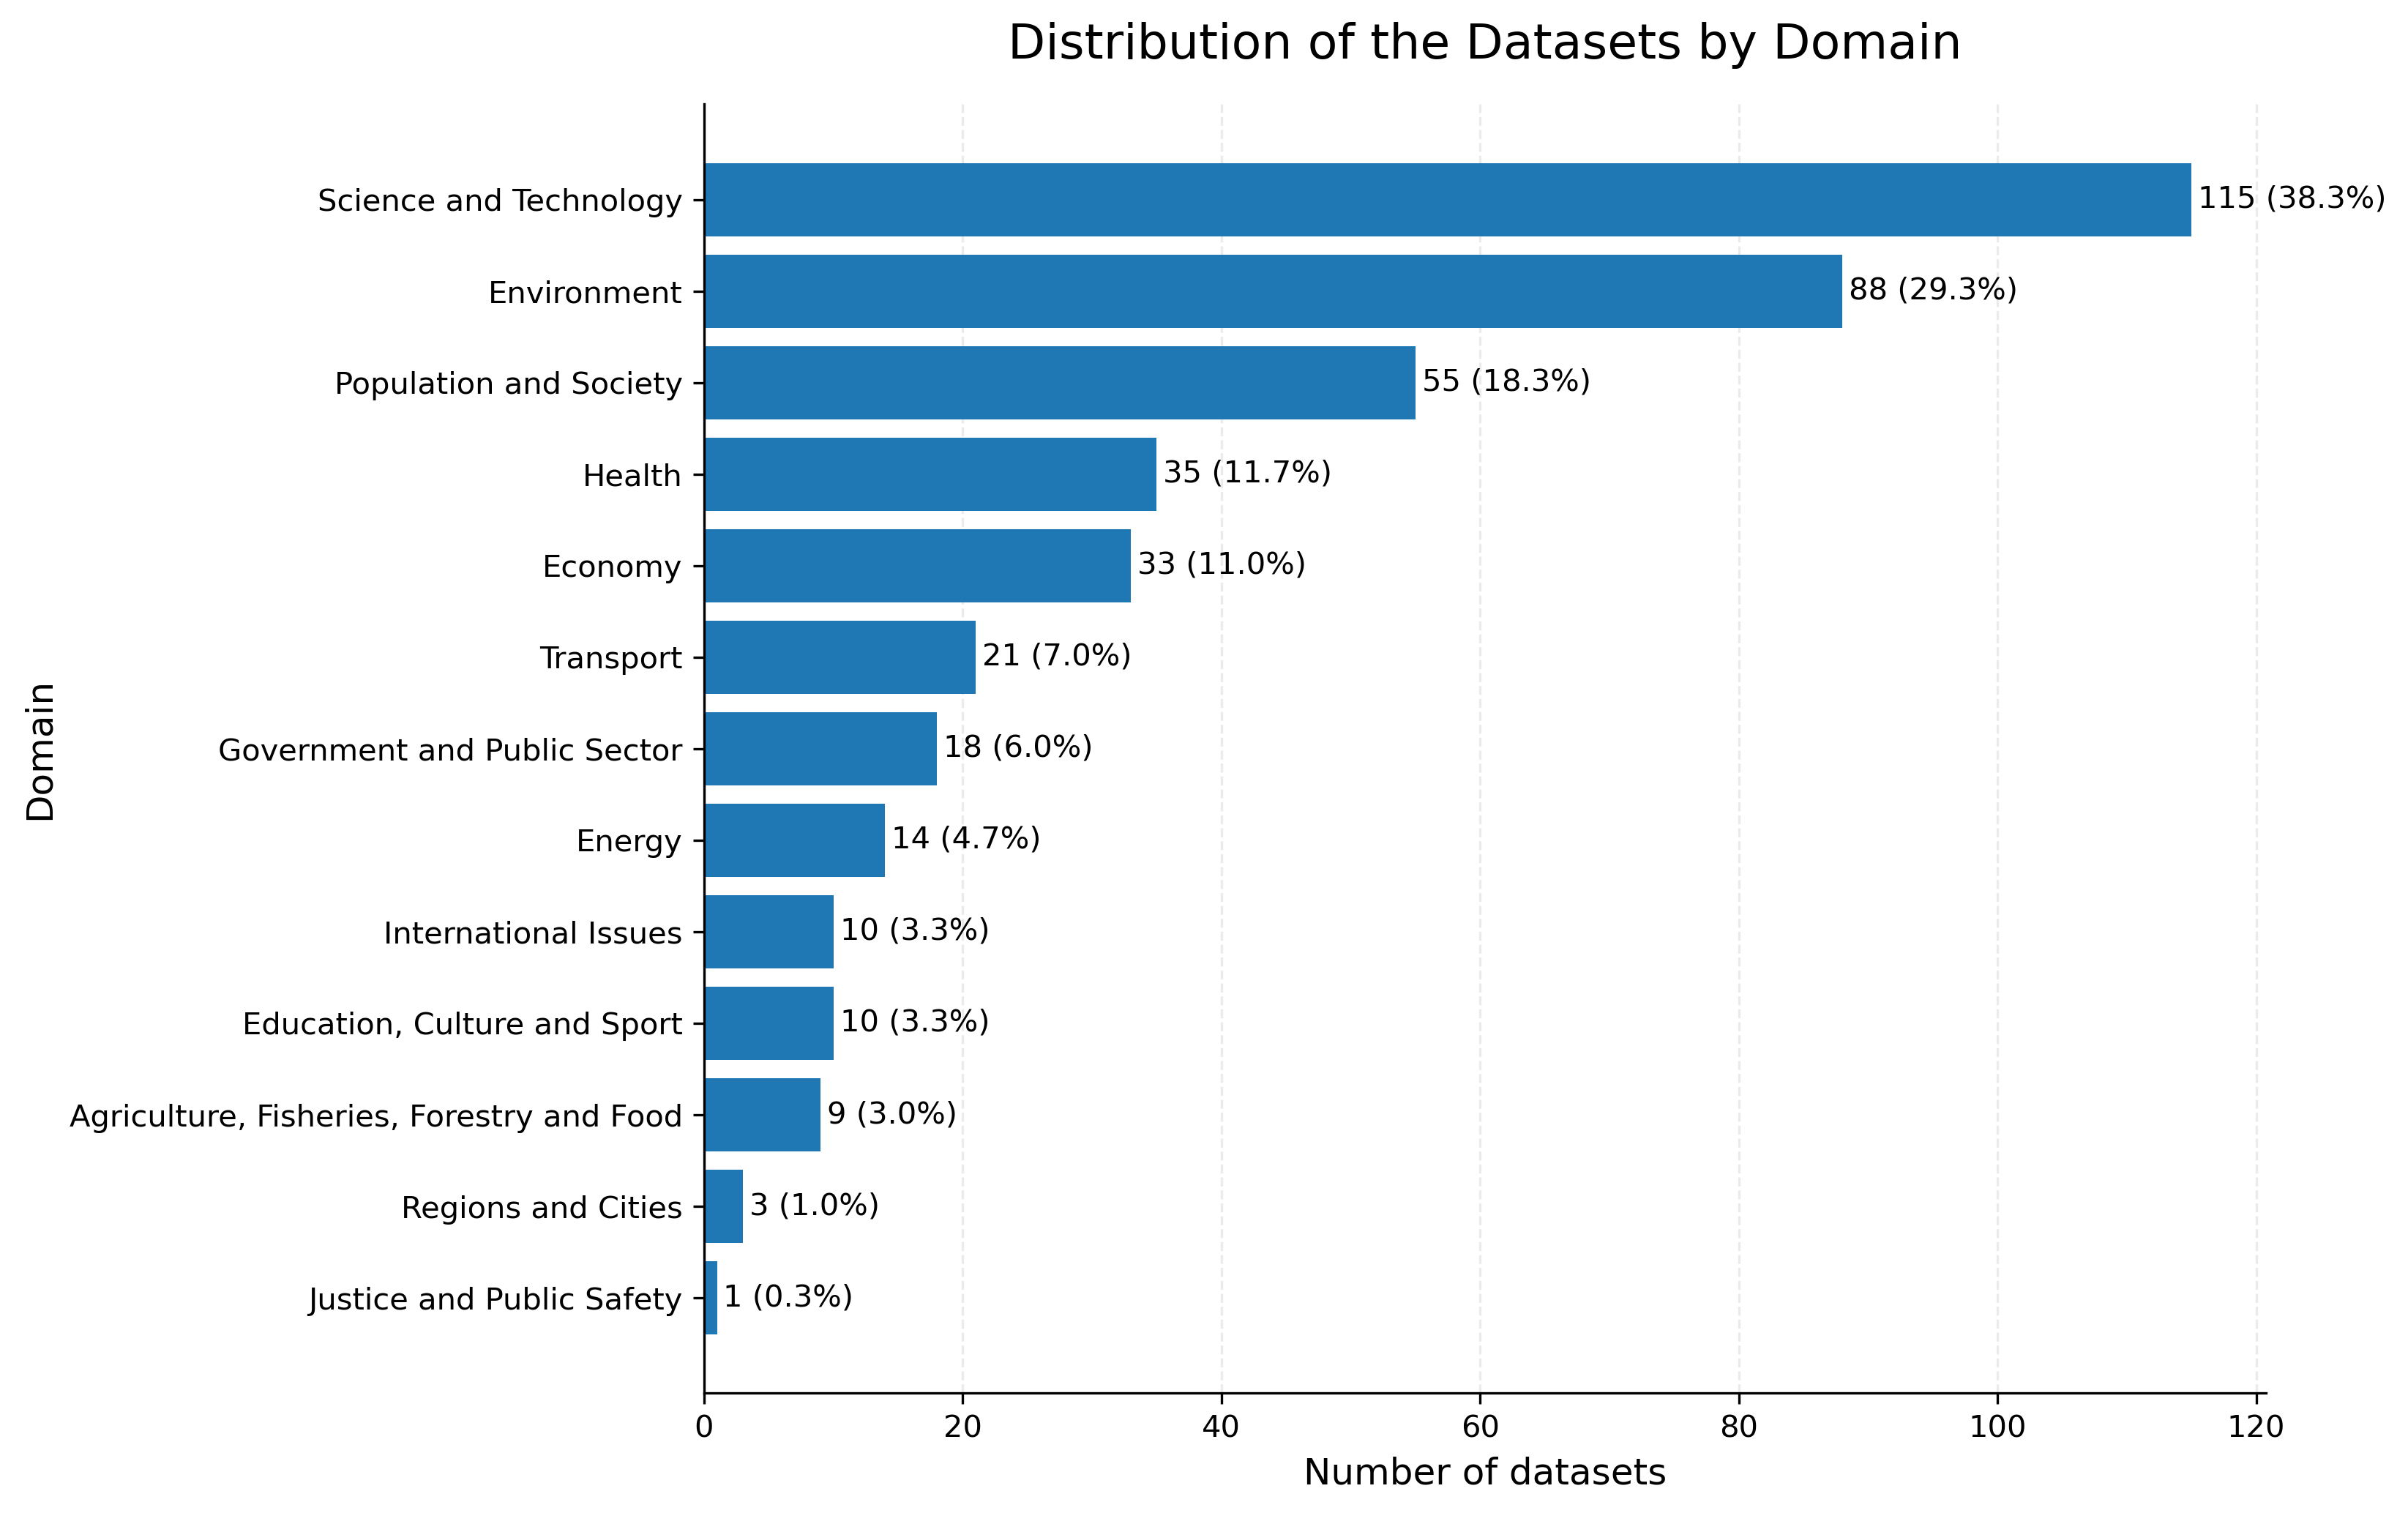 Distribution of the Datasets by Domain
Domain
Science and Technology 115 (38.3%)
Environment 88 (29.3%)
Population and Society 55 (18.3%)
Health 35 (11.7%)
Economy 33 (11.0%)
Transport 21 (7.0%)
Government and Public Sector 18 (6.0%)
Energy 14 (4.7%)
International Issues 10 (3.3%)
Education, Culture and Sport 10 (3.3%)
Agriculture, Fisheries, Forestry and Food 9 (3.0%)
Regions and Cities 3 (1.0%)
Justice and Public Safety 1 (0.3%)
0 20 40 60 80 100 120
Number of datasets